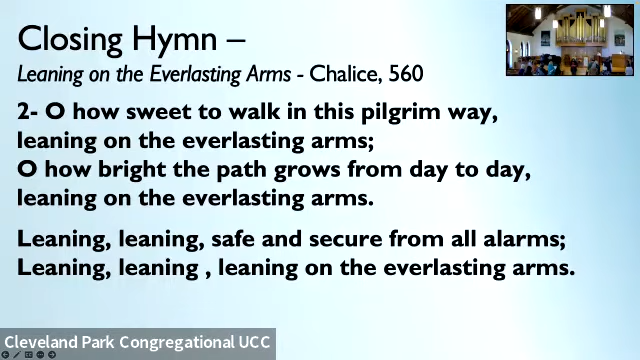 Closing Hymn –
Leaning on the Everlasting Arms - Chalice, 560
2- O how sweet to walk in this pilgrim way,
leaning on the everlasting arms;
O how bright the path grows from day to day,
leaning on the everlasting arms.
Leaning, leaning, safe and secure from all alarms;
Leaning, leaning , leaning on the everlasting arms.
Cleveland Park Congregational UCC